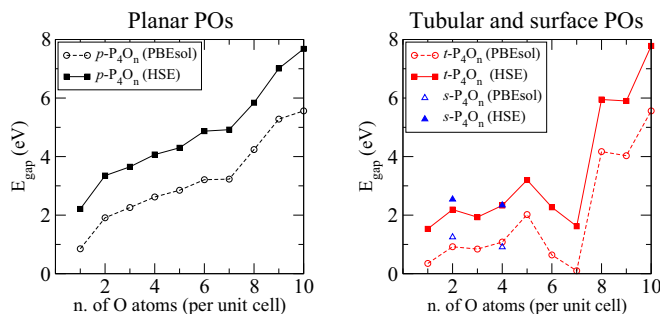 Planar POs
p-P₄Oₙ (PBEsol)
p-P₄Oₙ (HSE)
E_gap (eV)
8
6
4
2
0
2 4 6 8 10
n. of O atoms (per unit cell)
Tubular and surface POs
t-P₄Oₙ (PBEsol)
t-P₄Oₙ (HSE)
s-P₄Oₙ (PBEsol)
s-P₄Oₙ (HSE)
E_gap (eV)
8
6
4
2
0
2 4 6 8 10
n. of O atoms (per unit cell)